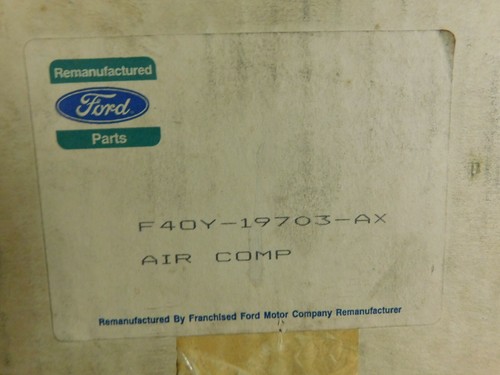 Remanufactured
Ford
Parts
F40Y-19703-AX
AIR COMP
Remanufactured By Franchised Ford Motor Company Remanufacturer